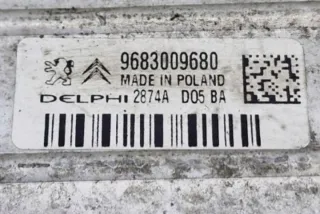 9683009680
MADE IN POLAND
DELPHI 2874A D05 BA